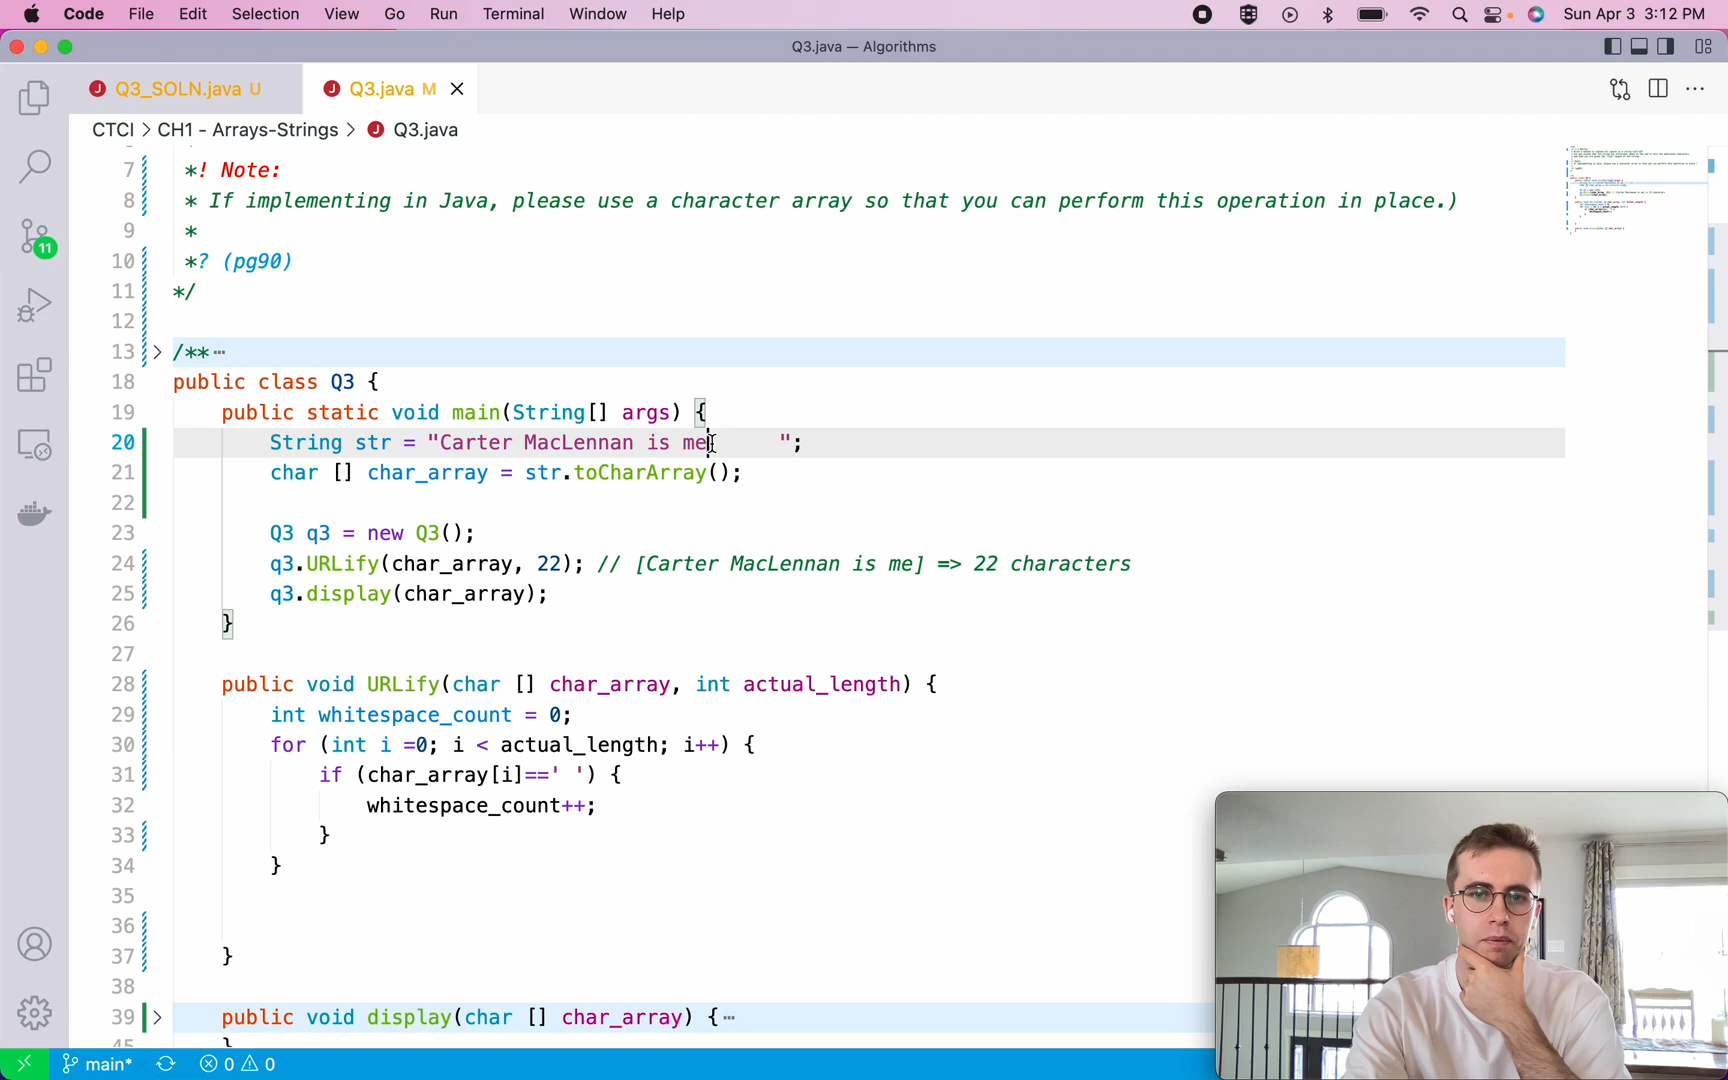 Code File Edit Selection View Go Run Terminal Window Help Sun Apr 3 3:12 PM
Q3.java — Algorithms
Q3_SOLN.java U Q3.java M
CTCI > CH1 - Arrays-Strings > Q3.java
7 *! Note:
8 * If implementing in Java, please use a character array so that you can perform this operation in place.)
9 *
10 *? (pg90)
11 */
12
13 /** ⋯
18 public class Q3 {
19 public static void main(String[] args) {
20 String str = "Carter MacLennan is me      ";
21 char [] char_array = str.toCharArray();
22
23 Q3 q3 = new Q3();
24 q3.URLify(char_array, 22); // [Carter MacLennan is me] => 22 characters
25 q3.display(char_array);
26 }
27
28 public void URLify(char [] char_array, int actual_length) {
29 int whitespace_count = 0;
30 for (int i =0; i < actual_length; i++) {
31 if (char_array[i]==' ') {
32 whitespace_count++;
33 }
34 }
35
36
37 }
38
39 public void display(char [] char_array) {⋯
45 }
11
main* 0 0